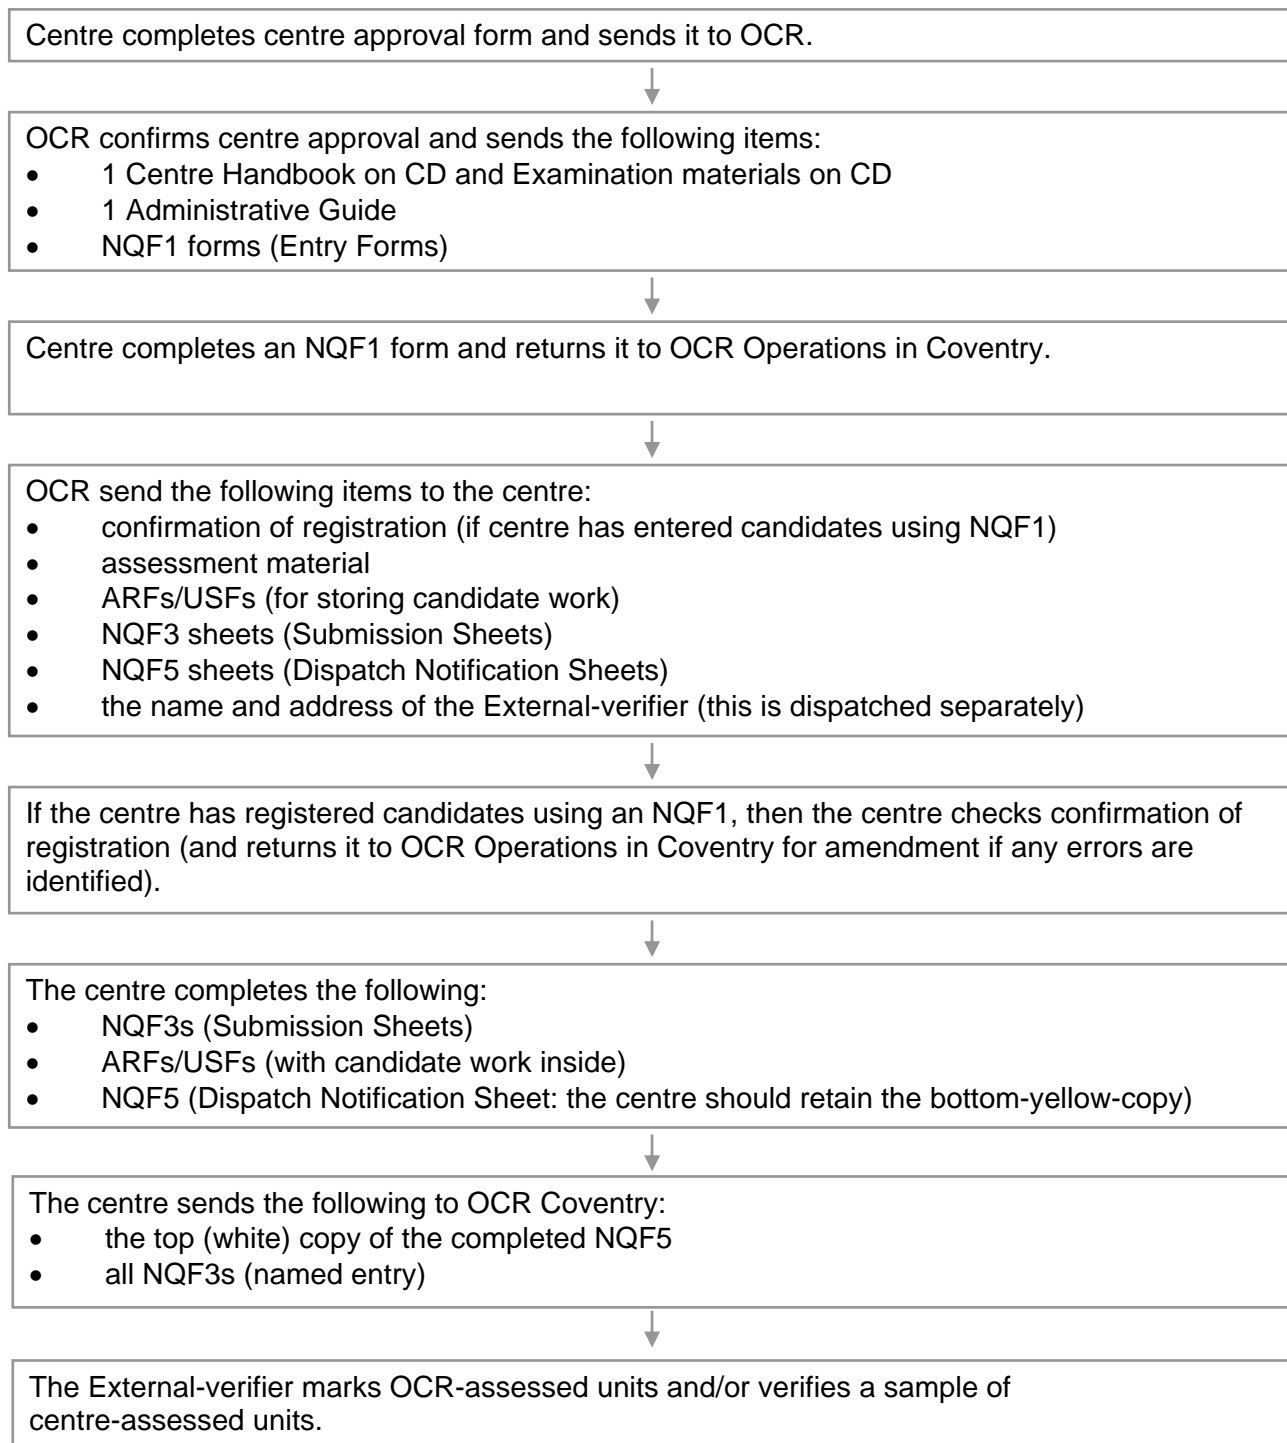 Centre completes centre approval form and sends it to OCR.
OCR confirms centre approval and sends the following items:
• 1 Centre Handbook on CD and Examination materials on CD
• 1 Administrative Guide
• NQF1 forms (Entry Forms)
Centre completes an NQF1 form and returns it to OCR Operations in Coventry.
OCR send the following items to the centre:
• confirmation of registration (if centre has entered candidates using NQF1)
• assessment material
• ARFs/USFs (for storing candidate work)
• NQF3 sheets (Submission Sheets)
• NQF5 sheets (Dispatch Notification Sheets)
• the name and address of the External-verifier (this is dispatched separately)
If the centre has registered candidates using an NQF1, then the centre checks confirmation of
registration (and returns it to OCR Operations in Coventry for amendment if any errors are
identified).
The centre completes the following:
• NQF3s (Submission Sheets)
• ARFs/USFs (with candidate work inside)
• NQF5 (Dispatch Notification Sheet: the centre should retain the bottom-yellow-copy)
The centre sends the following to OCR Coventry:
• the top (white) copy of the completed NQF5
• all NQF3s (named entry)
The External-verifier marks OCR-assessed units and/or verifies a sample of
centre-assessed units.